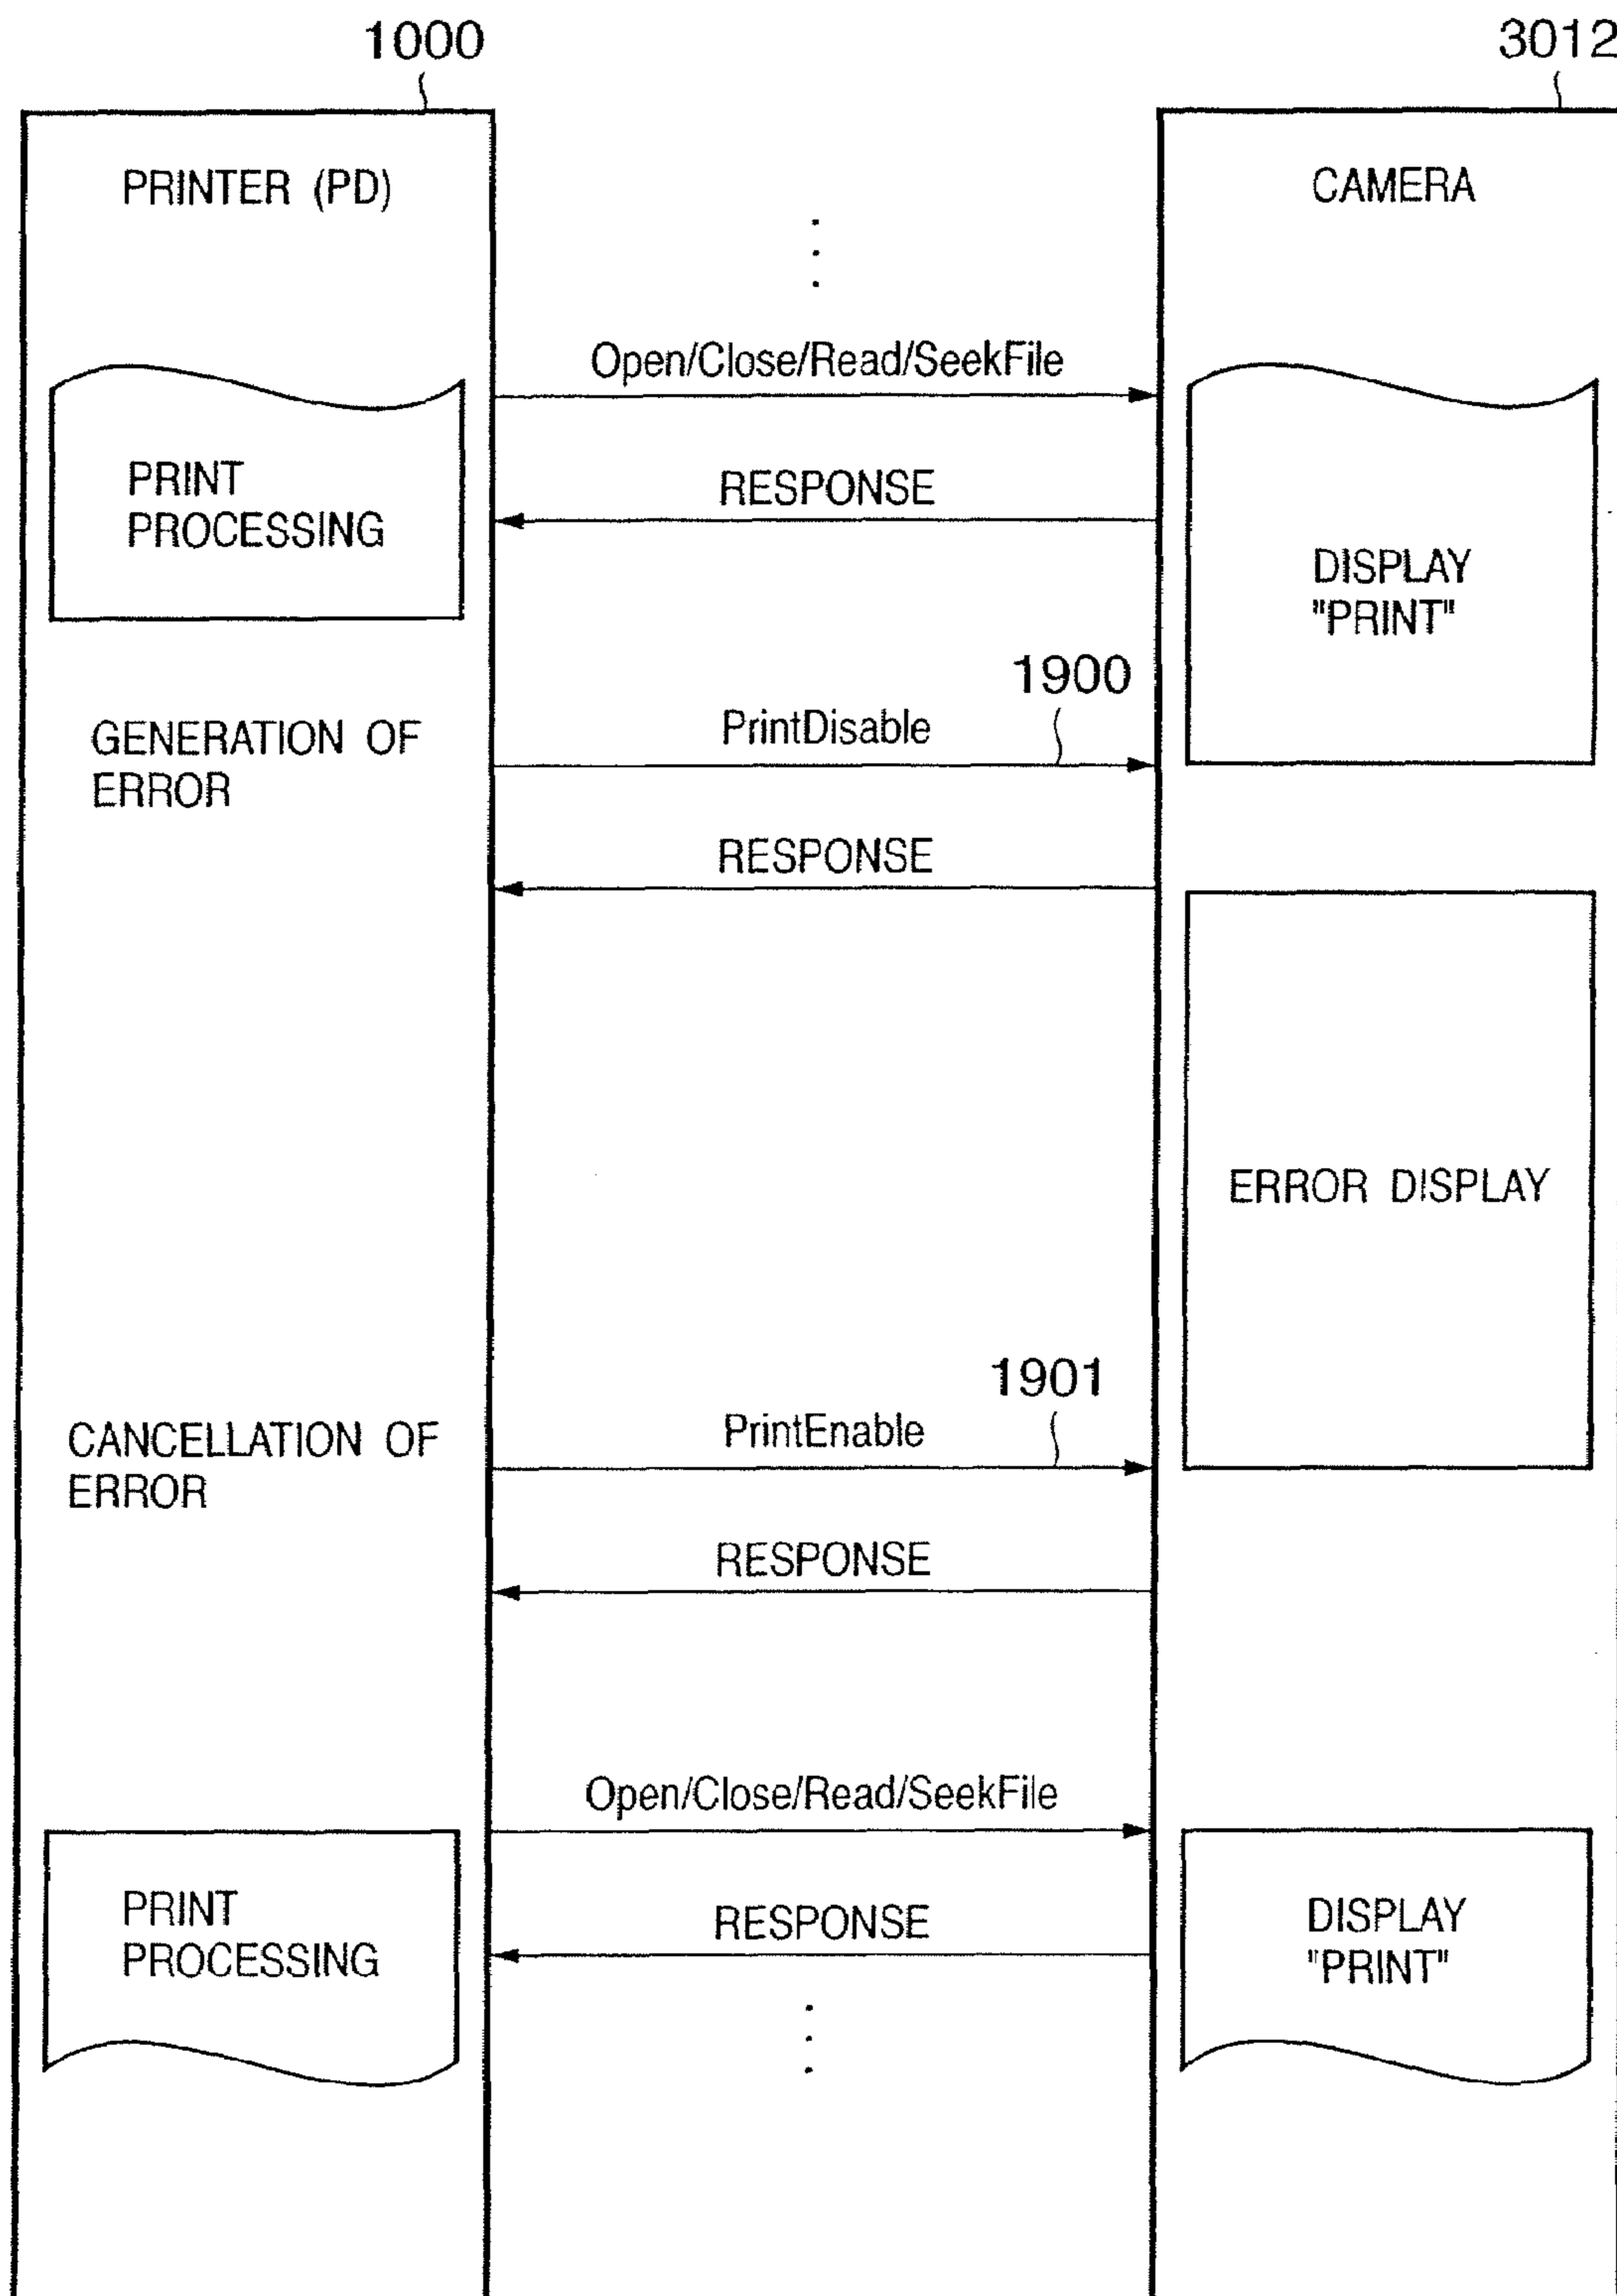 1000
3012
PRINTER (PD)
CAMERA
Open/Close/Read/SeekFile
PRINT
PROCESSING
RESPONSE
DISPLAY
"PRINT"
1900
GENERATION OF
ERROR
PrintDisable
RESPONSE
ERROR DISPLAY
1901
CANCELLATION OF
ERROR
PrintEnable
RESPONSE
Open/Close/Read/SeekFile
PRINT
PROCESSING
RESPONSE
DISPLAY
"PRINT"